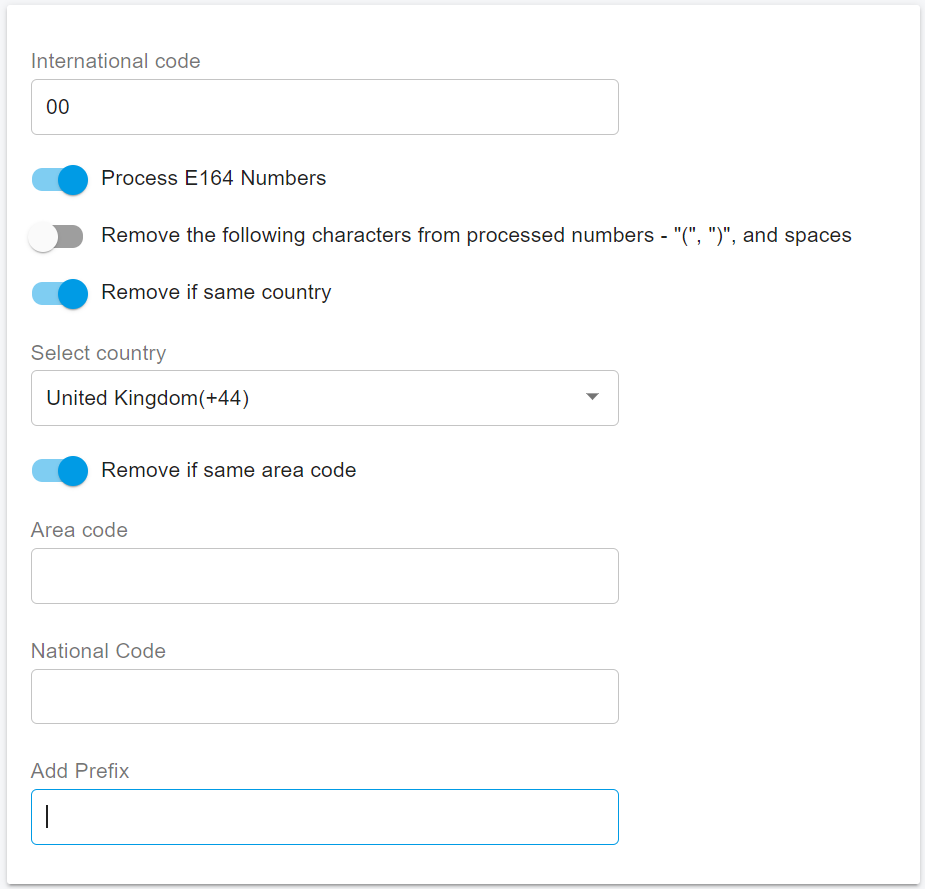 International code
00
Process E164 Numbers
Remove the following characters from processed numbers - "(", ")", and spaces
Remove if same country
Select country
United Kingdom(+44)
Remove if same area code
Area code
National Code
Add Prefix